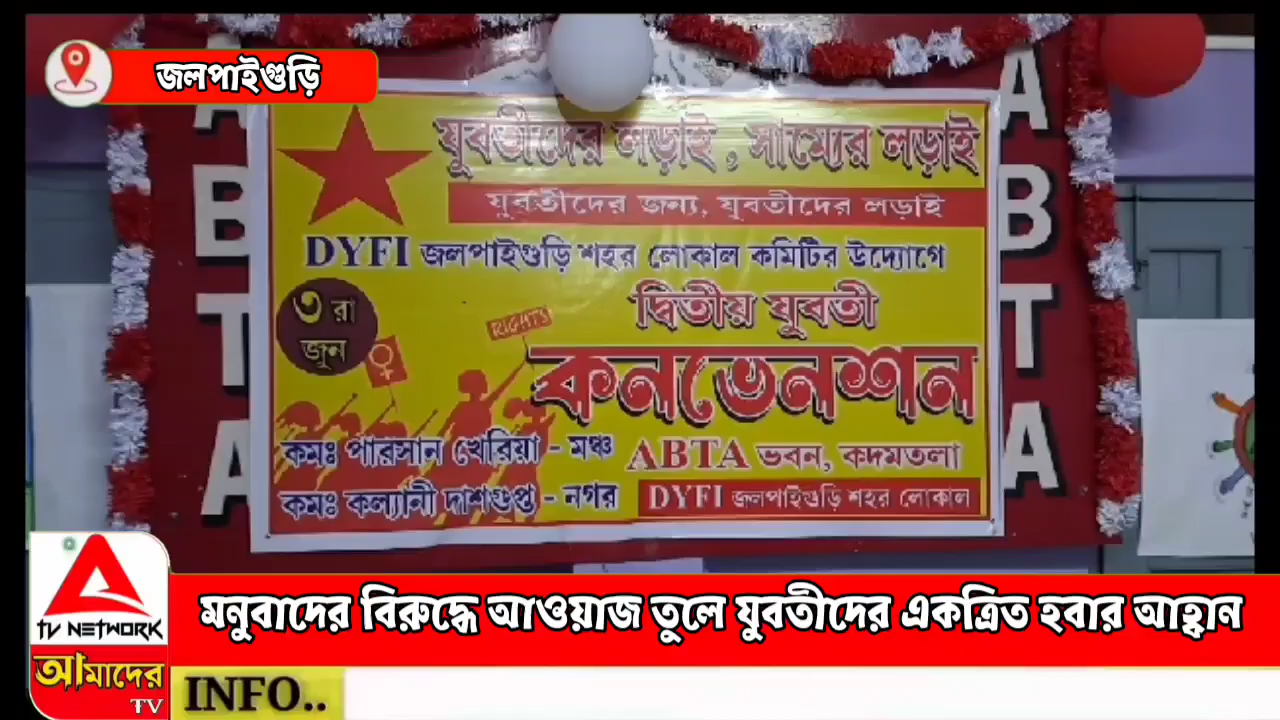 জলপাইগুড়ি
A
B
T
A
A
B
T
A
যুবতীদের লড়াই, সাম্যের লড়াই
যুবতীদের জন্য, যুবতীদের লড়াই
DYFI জলপাইগুড়ি শহর লোকাল কমিটির উদ্যোগে
৩ রা
জুন
RIGHTS
দ্বিতীয় যুবতী
কনভেনশন
কমঃ পারসান খেরিয়া - মঞ্চ
ABTA ভবন, কদমতলা
কমঃ কল্যানী দাশগুপ্ত - নগর
DYFI জলপাইগুড়ি শহর লোকাল
মনুবাদের বিরুদ্ধে আওয়াজ তুলে যুবতীদের একত্রিত হবার আহ্বান
TV NETWORK
আমাদের
TV
INFO..